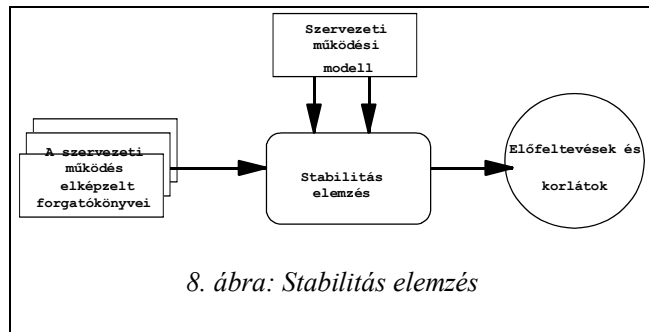 Szervezeti
működési
modell
A szervezeti
működés
elképzelt
forgatókönyvei
Stabilitás
elemzés
Előfeltevések és
korlátok
8. ábra: Stabilitás elemzés